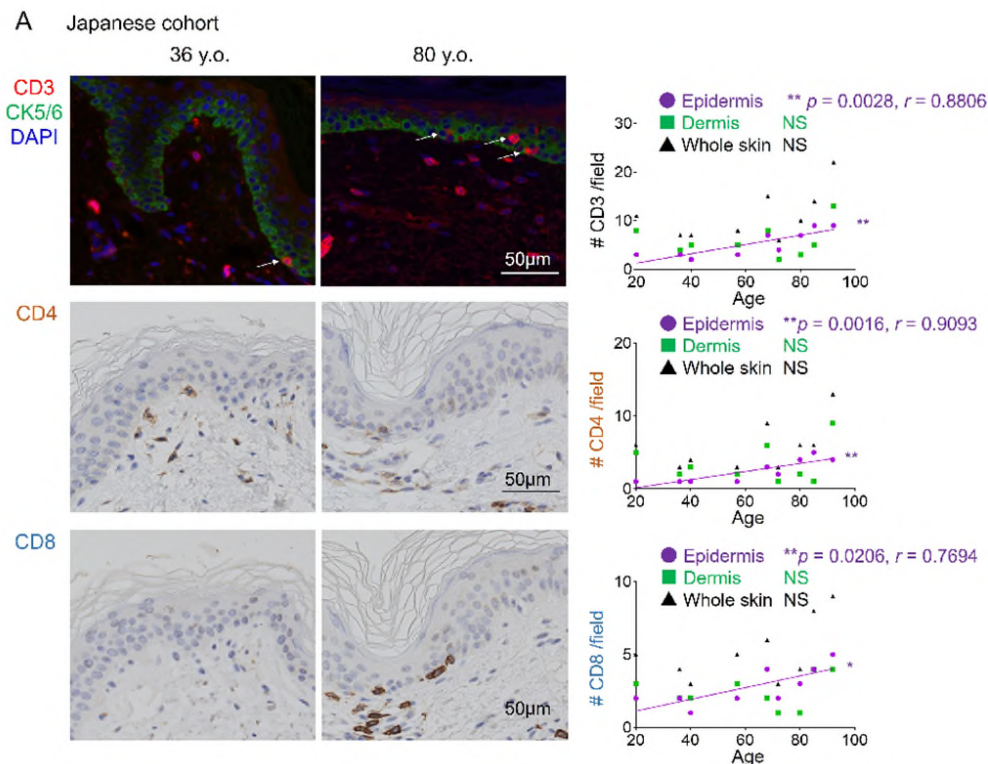 A Japanese cohort
36 y.o. 80 y.o.
CD3
CK5/6
DAPI
50µm
Epidermis ** p = 0.0028, r = 0.8806
Dermis NS
Whole skin NS
# CD3 /field
30
20
10
0
**
20 40 60 80 100
Age
CD4
50µm
Epidermis **p = 0.0016, r = 0.9093
Dermis NS
Whole skin NS
# CD4 /field
20
10
0
**
20 40 60 80 100
Age
CD8
50µm
Epidermis **p = 0.0206, r = 0.7694
Dermis NS
Whole skin NS
# CD8 /field
10
5
0
*
20 40 60 80 100
Age